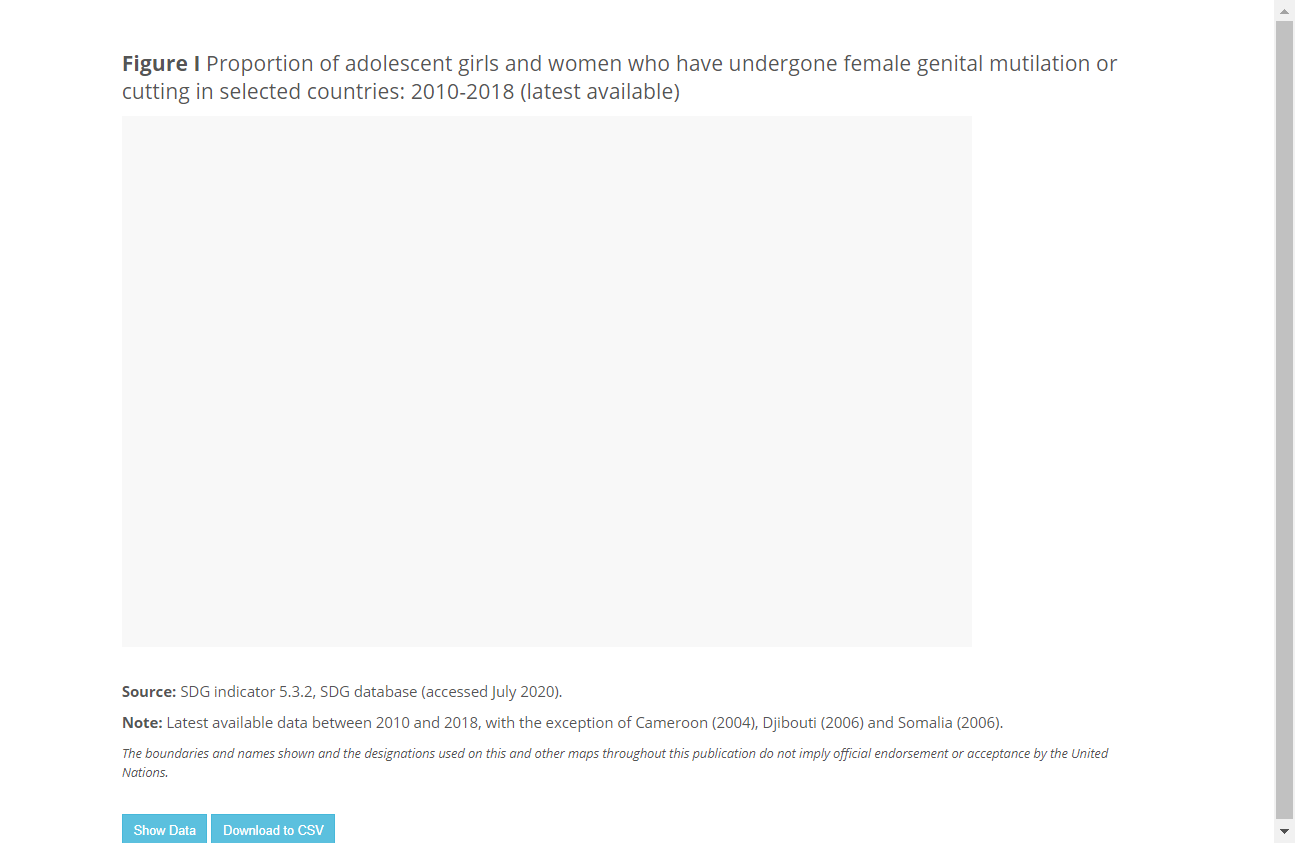 Figure I Proportion of adolescent girls and women who have undergone female genital mutilation or
cutting in selected countries: 2010-2018 (latest available)
Source: SDG indicator 5.3.2, SDG database (accessed July 2020).
Note: Latest available data between 2010 and 2018, with the exception of Cameroon (2004), Djibouti (2006) and Somalia (2006).
The boundaries and names shown and the designations used on this and other maps throughout this publication do not imply official endorsement or acceptance by the United
Nations.
Show Data Download to CSV